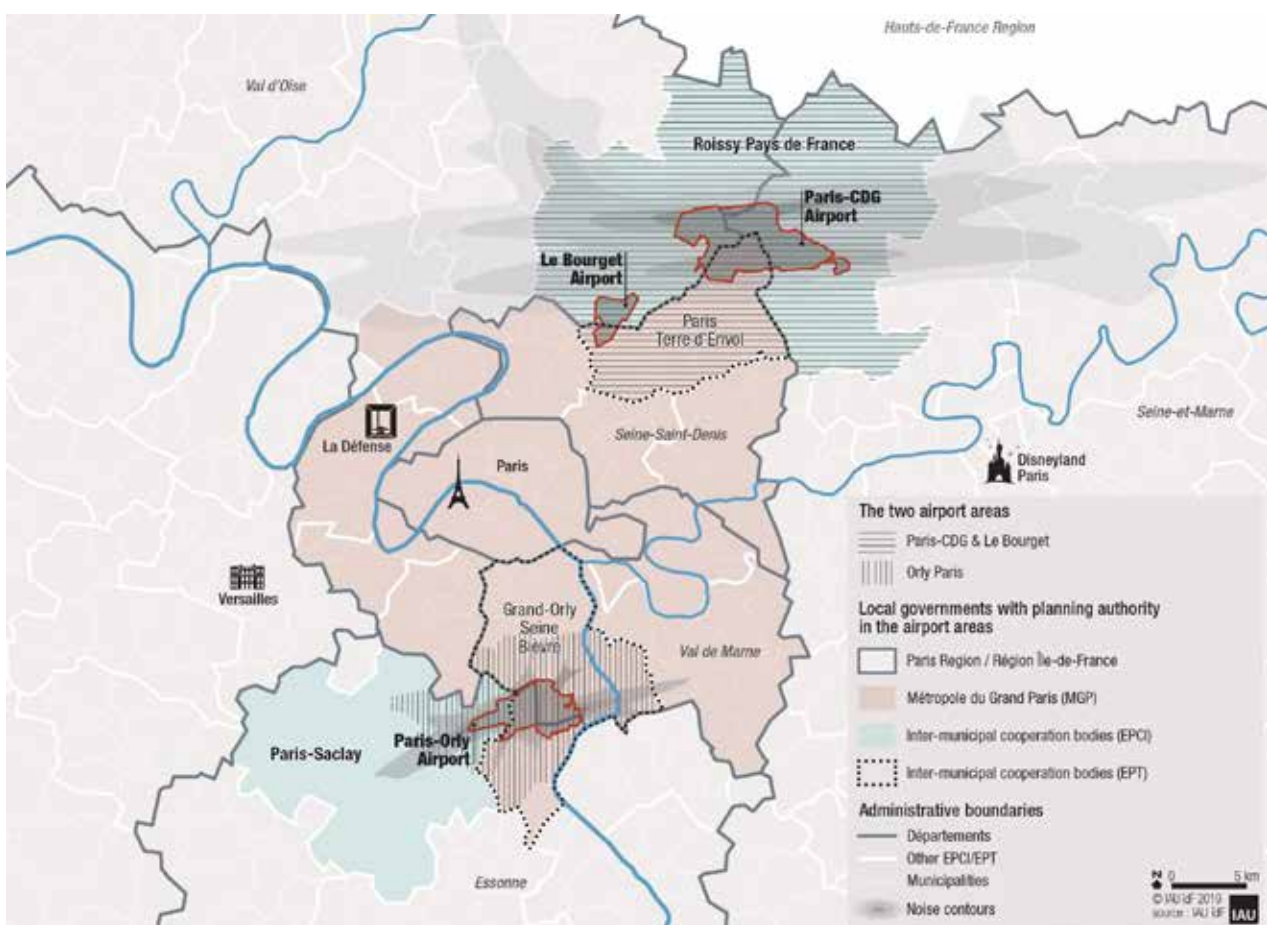 Hauts-de-France Region
Val d'Oise
Roissy Pays de France
Paris-CDG
Airport
Le Bourget
Airport
Paris
Terre d'Envol
Seine-et-Marne
La Défense
Seine-Saint-Denis
Paris
Disneyland
Paris
Versailles
Grand-Orly
Seine
Bièvre
Val de Marne
Paris-Orly
Airport
Paris-Saclay
Essonne
The two airport areas
Paris-CDG & Le Bourget
Orly Paris
Local governments with planning authority
in the airport areas
Paris Region / Région Île-de-France
Métropole du Grand Paris (MGP)
Inter-municipal cooperation bodies (EPCI)
Inter-municipal cooperation bodies (EPT)
Administrative boundaries
Départements
Other EPCI/EPT
Municipalities
Noise contours
N 0 5 km
© IAU îdF 2019
source : IAU îdF
IAU